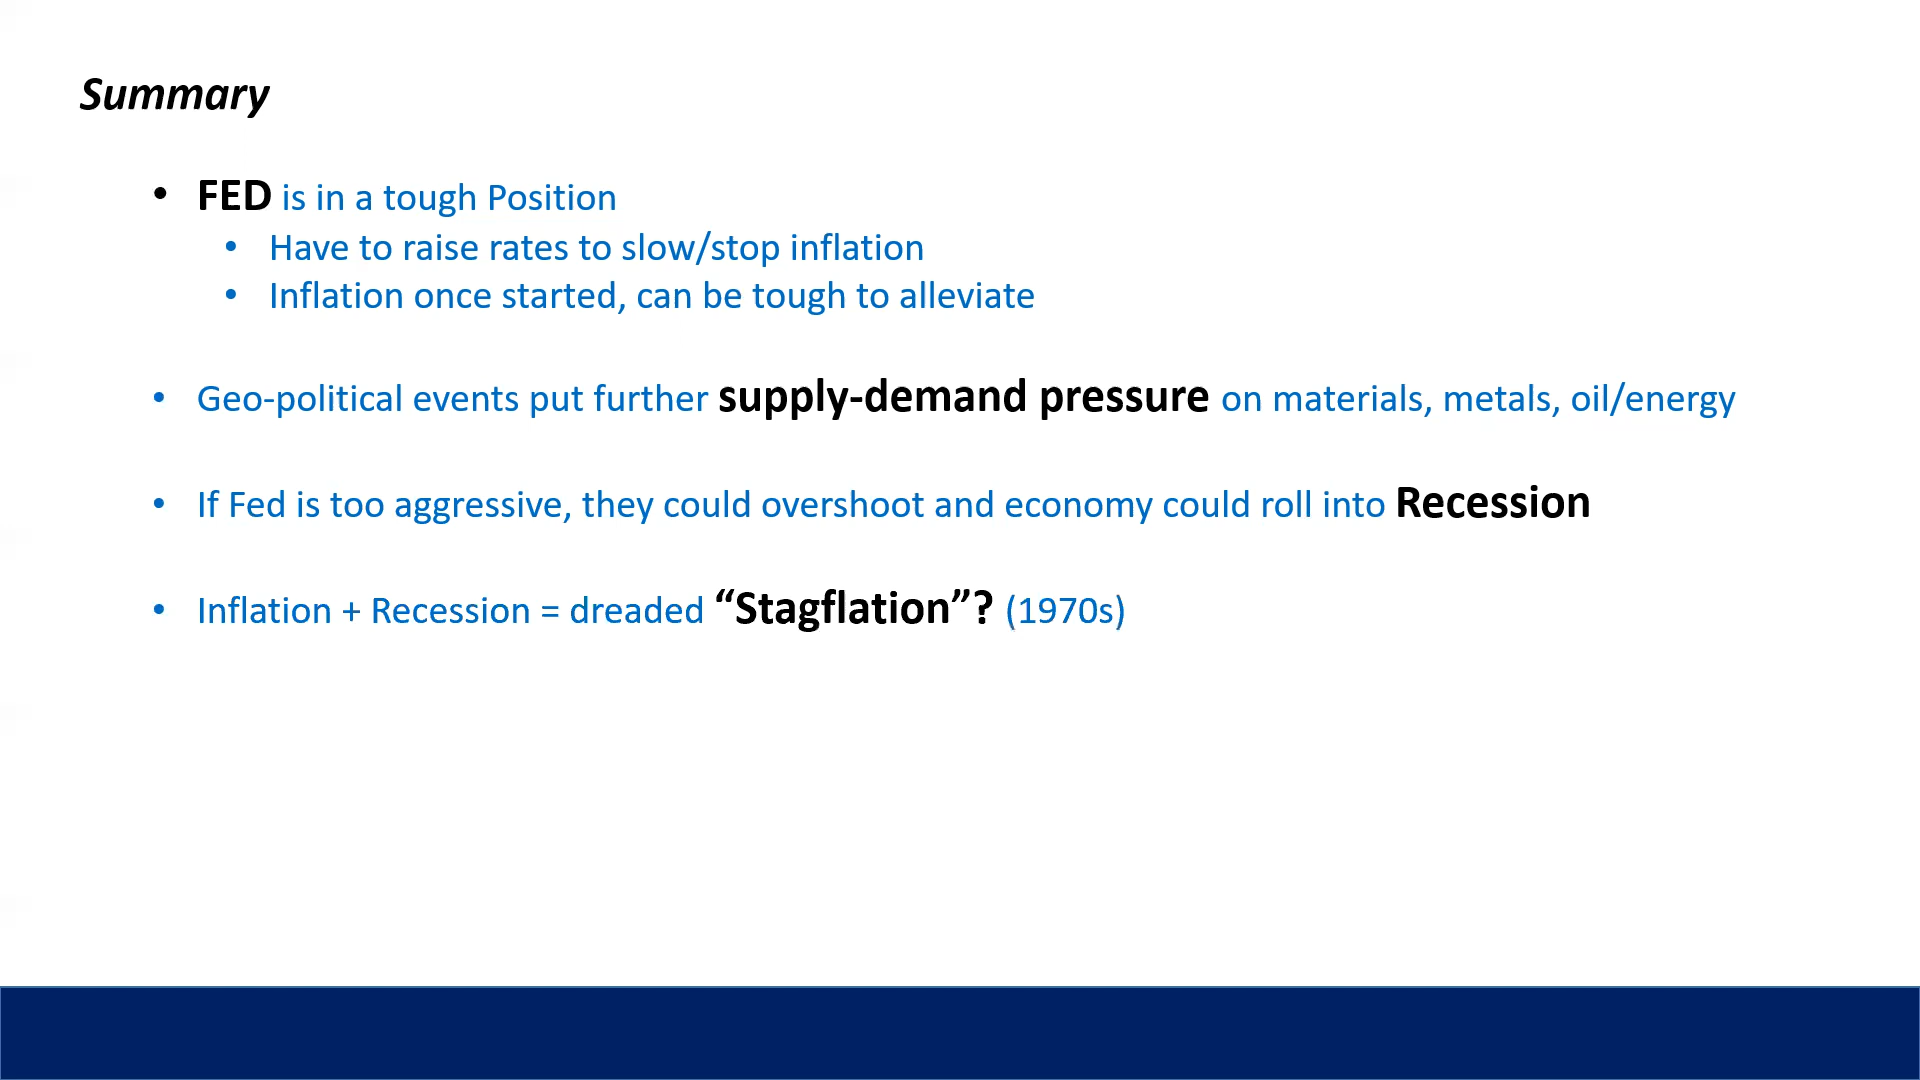 Summary
• FED is in a tough Position
• Have to raise rates to slow/stop inflation
• Inflation once started, can be tough to alleviate
• Geo-political events put further supply-demand pressure on materials, metals, oil/energy
• If Fed is too aggressive, they could overshoot and economy could roll into Recession
• Inflation + Recession = dreaded “Stagflation”? (1970s)